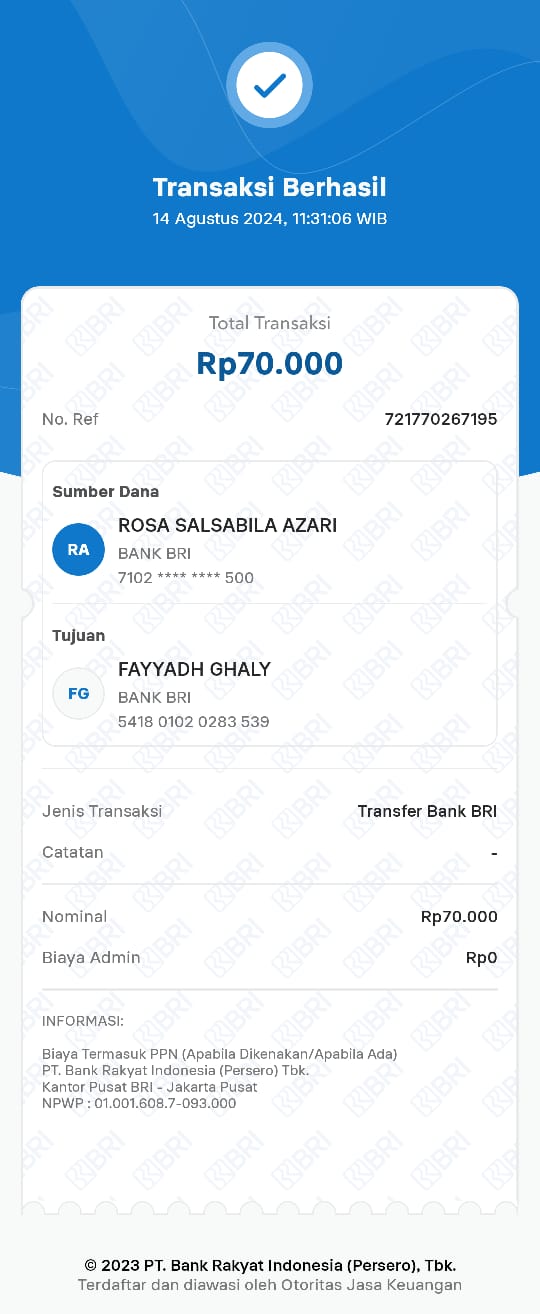 Transaksi Berhasil
14 Agustus 2024, 11:31:06 WIB
Total Transaksi
Rp70.000
No. Ref 721770267195
Sumber Dana
RA
ROSA SALSABILA AZARI
BANK BRI
7102 **** **** 500
Tujuan
FG
FAYYADH GHALY
BANK BRI
5418 0102 0283 539
Jenis Transaksi Transfer Bank BRI
Catatan -
Nominal Rp70.000
Biaya Admin Rp0
INFORMASI:
Biaya Termasuk PPN (Apabila Dikenakan/Apabila Ada)
PT. Bank Rakyat Indonesia (Persero) Tbk.
Kantor Pusat BRI - Jakarta Pusat
NPWP : 01.001.608.7-093.000
© 2023 PT. Bank Rakyat Indonesia (Persero), Tbk.
Terdaftar dan diawasi oleh Otoritas Jasa Keuangan